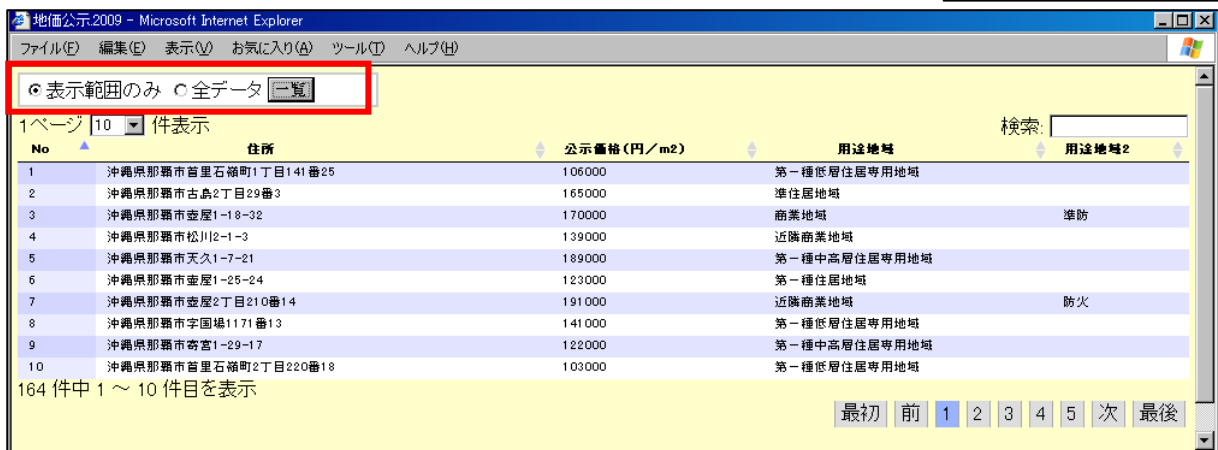 地価公示.2009 - Microsoft Internet Explorer
ファイル(F) 編集(E) 表示(V) お気に入り(A) ツール(T) ヘルプ(H)
表示範囲のみ 全データ 一覧
1ページ 10 件表示 検索:
No 住所 公示価格(円/m2) 用途地域 用途地域2
1 沖縄県那覇市首里石嶺町1丁目141番25 106000 第一種低層住居専用地域
2 沖縄県那覇市古島2丁目29番3 165000 準住居地域
3 沖縄県那覇市壺屋1-18-32 170000 商業地域 準防
4 沖縄県那覇市松川2-1-3 139000 近隣商業地域
5 沖縄県那覇市天久1-7-21 189000 第一種中高層住居専用地域
6 沖縄県那覇市壺屋1-25-24 123000 第一種住居地域
7 沖縄県那覇市壺屋2丁目210番14 191000 近隣商業地域 防火
8 沖縄県那覇市字国場1171番13 141000 第一種低層住居専用地域
9 沖縄県那覇市寄宮1-29-17 122000 第一種中高層住居専用地域
10 沖縄県那覇市首里石嶺町2丁目220番18 103000 第一種低層住居専用地域
164 件中 1 ～ 10 件目を表示
最初 前 1 2 3 4 5 次 最後